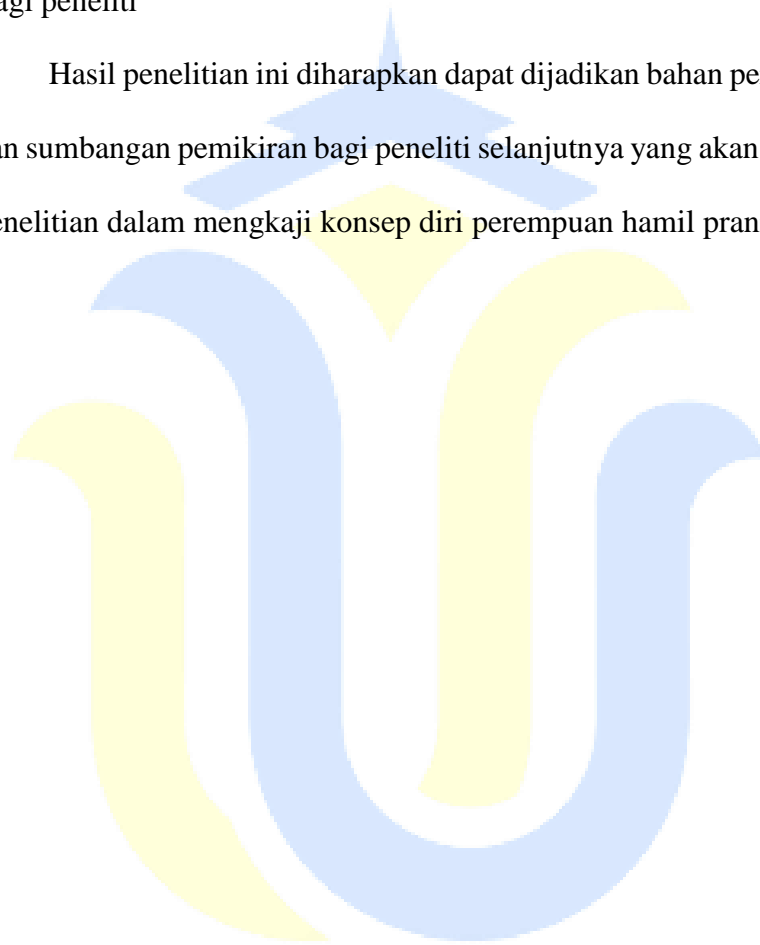 agi peneliti
Hasil penelitian ini diharapkan dapat dijadikan bahan pe
an sumbangan pemikiran bagi peneliti selanjutnya yang akan
enelitian dalam mengkaji konsep diri perempuan hamil pran